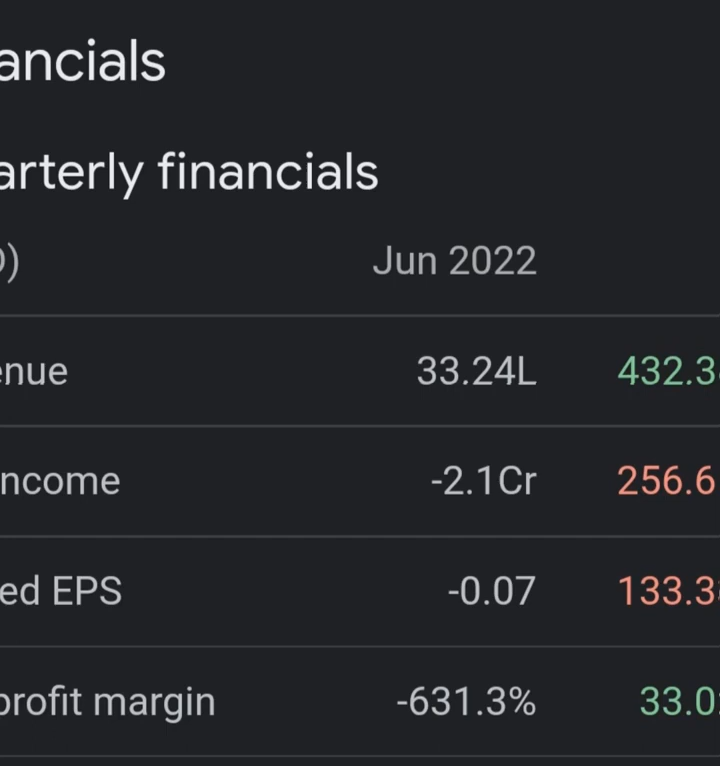 ancials
arterly financials
D) Jun 2022
enue 33.24L 432.3
ncome -2.1Cr 256.6
ed EPS -0.07 133.3
profit margin -631.3% 33.0